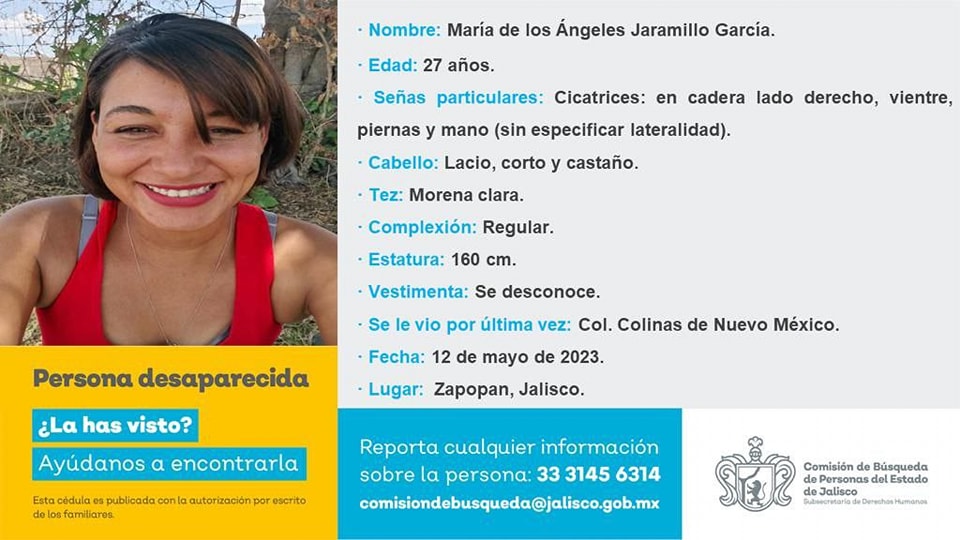 · Nombre: María de los Ángeles Jaramillo García.
· Edad: 27 años.
· Señas particulares: Cicatrices: en cadera lado derecho, vientre,
piernas y mano (sin especificar lateralidad).
· Cabello: Lacio, corto y castaño.
· Tez: Morena clara.
· Complexión: Regular.
· Estatura: 160 cm.
· Vestimenta: Se desconoce.
· Se le vio por última vez: Col. Colinas de Nuevo México.
· Fecha: 12 de mayo de 2023.
· Lugar: Zapopan, Jalisco.
Persona desaparecida
¿La has visto?
Ayúdanos a encontrarla
Esta cédula es publicada con la autorización por escrito
de los familiares.
Reporta cualquier información
sobre la persona: 33 3145 6314
comisiondebusqueda@jalisco.gob.mx
Comisión de Búsqueda
de Personas del Estado
de Jalisco
Subsecretaría de Derechos Humanos